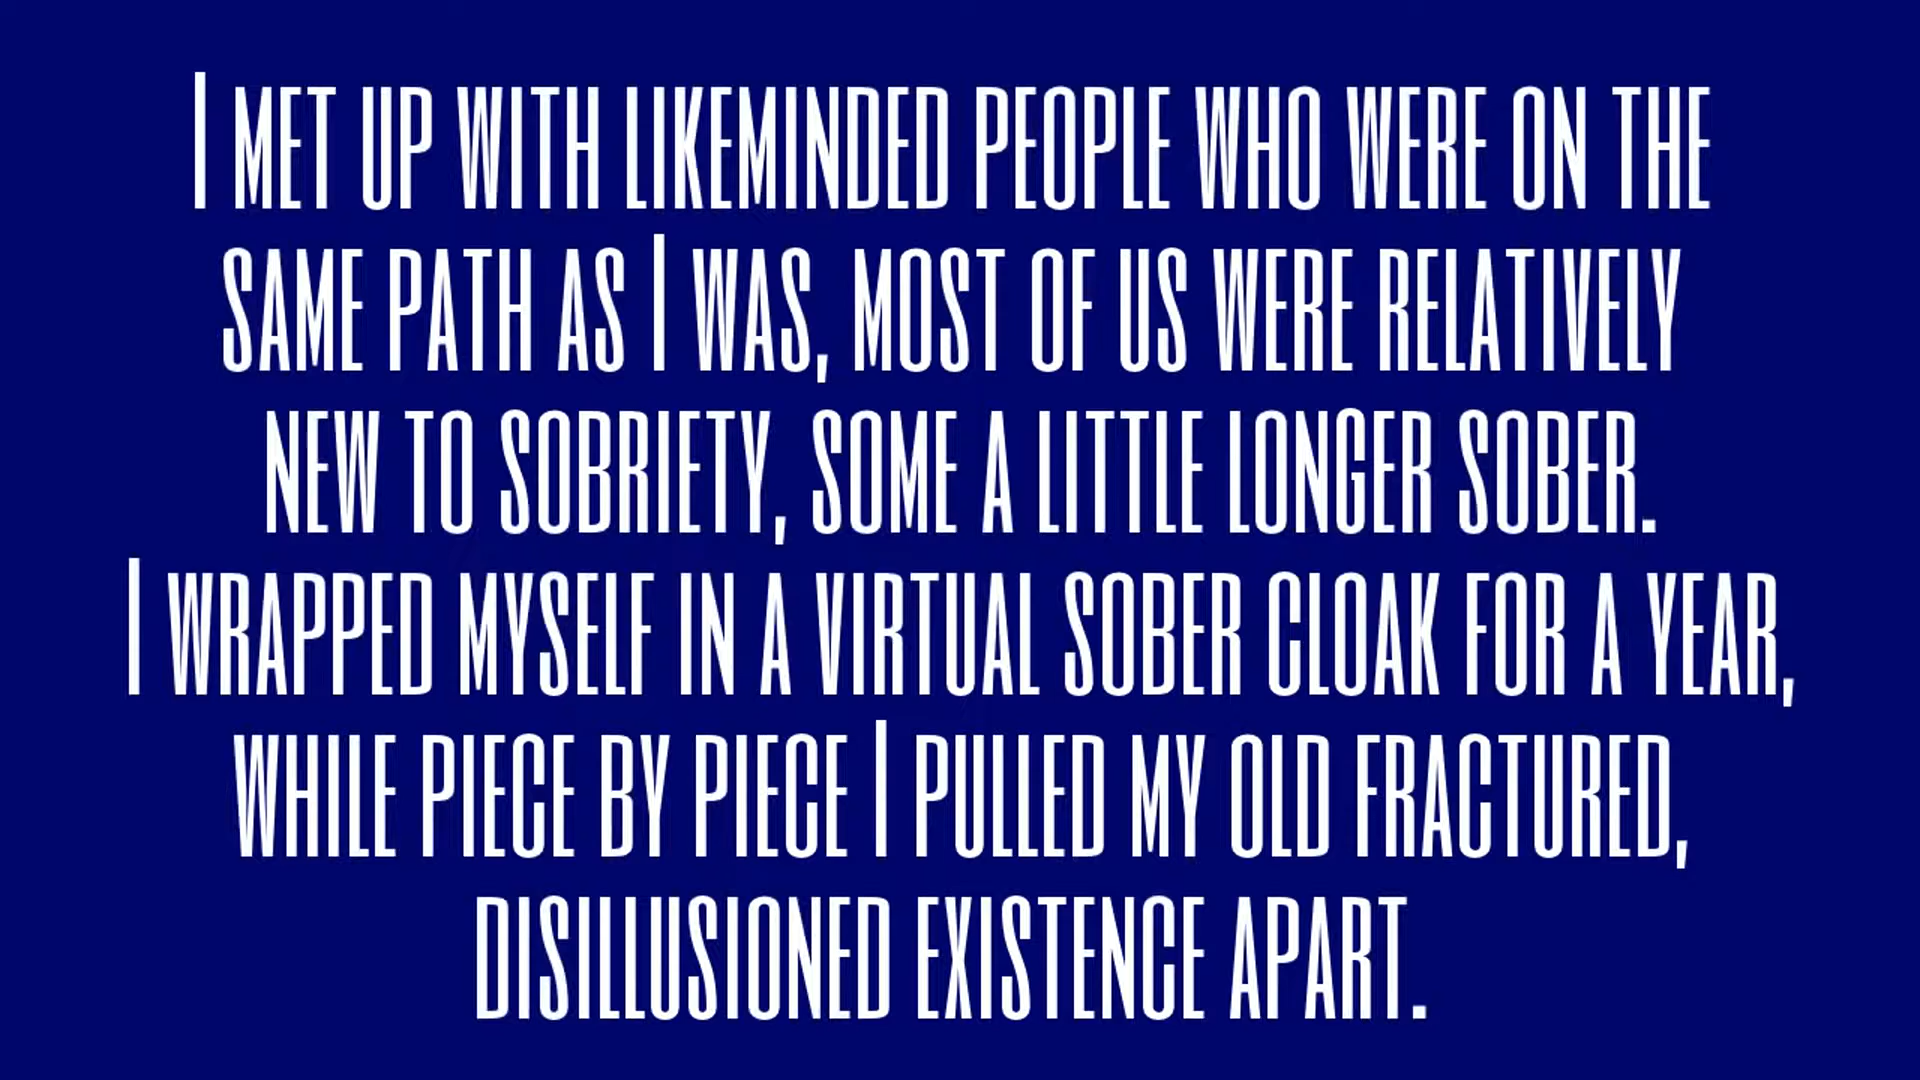 I MET UP WITH LIKEMINDED PEOPLE WHO WERE ON THE
SAME PATH AS I WAS, MOST OF US WERE RELATIVELY
NEW TO SOBRIETY, SOME A LITTLE LONGER SOBER.
I WRAPPED MYSELF IN A VIRTUAL SOBER CLOAK FOR A YEAR,
WHILE PIECE BY PIECE I PULLED MY OLD FRACTURED,
DISILLUSIONED EXISTENCE APART.